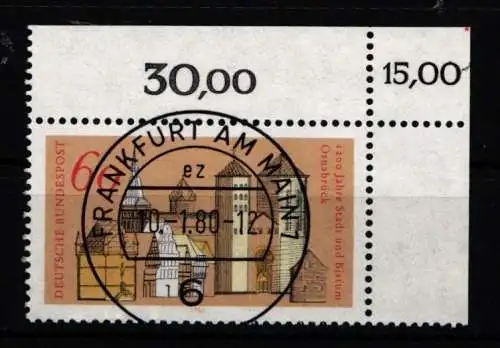 30,00
15,00
60
DEUTSCHE BUNDESPOST
1200 Jahre Stadt und Bistum
Osnabrück
FRANKFURT AM MAIN 1
ez
10.-1.80-12
6